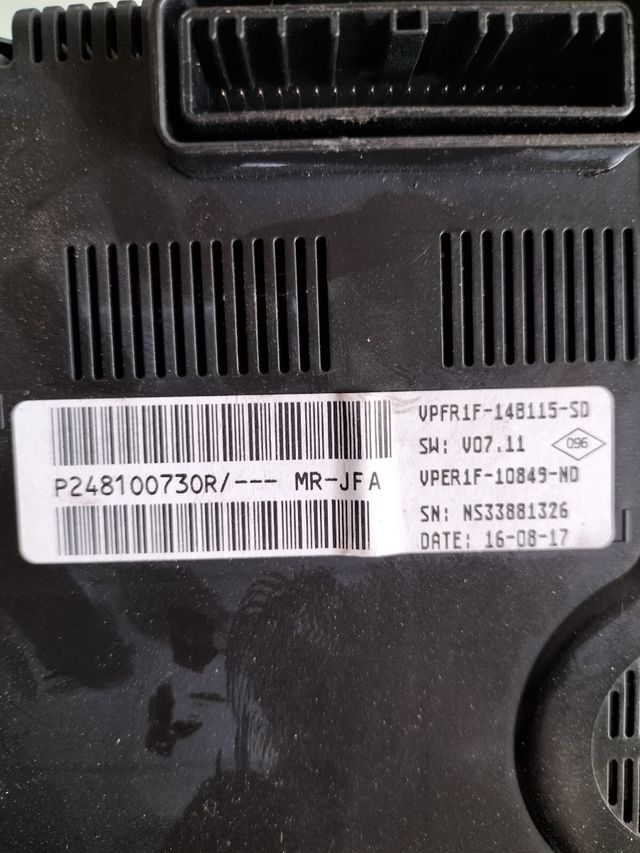 P248100730R/--- MR-JFA
VPFR1F-14B115-SD
SW: V07.11
096
VPER1F-10849-ND
SN: NS33881326
DATE: 16-08-17